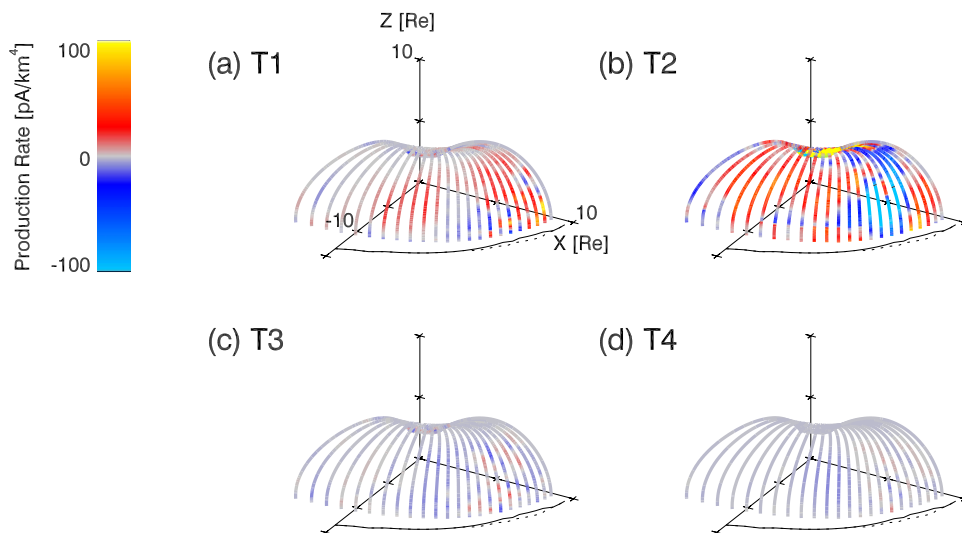 Z [Re]
(a) T1
(b) T2
10
100
0
-100
Production Rate [pA/km⁴]
-10
10
X [Re]
(c) T3
(d) T4